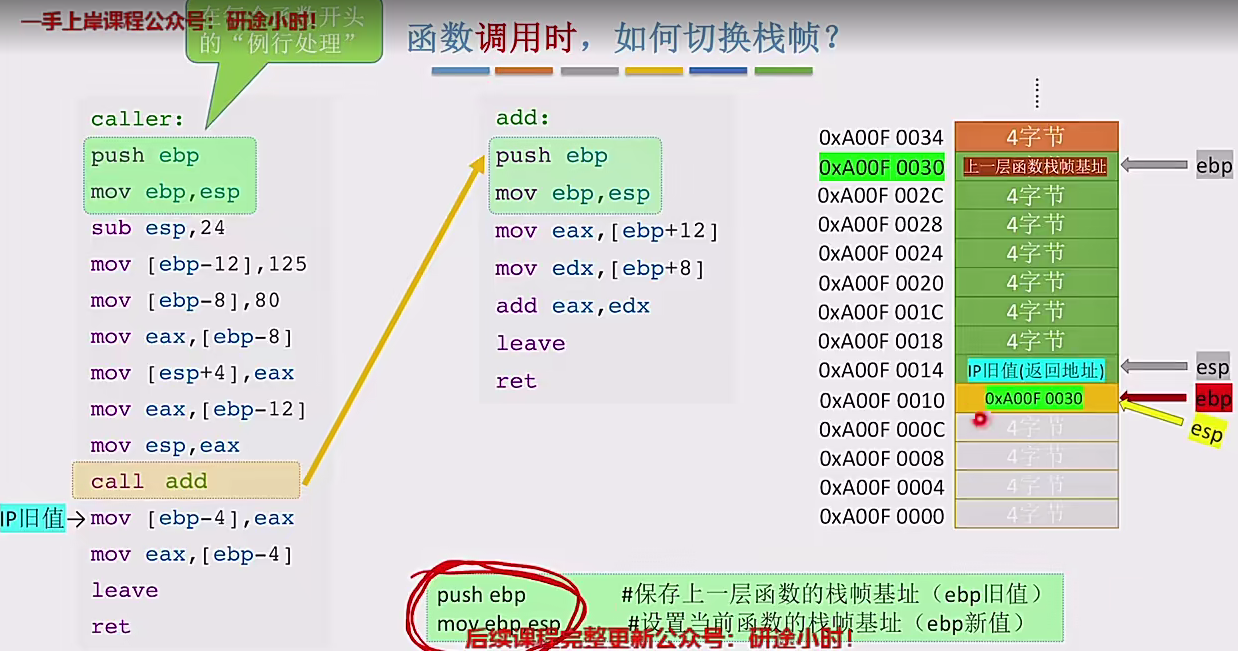 一手上岸课程公众号：研途小时！
在每个函数开头
的“例行处理”
函数调用时，如何切换栈帧？
caller:
push ebp
mov ebp,esp
sub esp,24
mov [ebp-12],125
mov [ebp-8],80
mov eax,[ebp-8]
mov [esp+4],eax
mov eax,[ebp-12]
mov esp,eax
call add
IP旧值→mov [ebp-4],eax
mov eax,[ebp-4]
leave
ret
add:
push ebp
mov ebp,esp
mov eax,[ebp+12]
mov edx,[ebp+8]
add eax,edx
leave
ret
0xA00F 0034 4字节
0xA00F 0030 上一层函数栈帧基址 ebp
0xA00F 002C 4字节
0xA00F 0028 4字节
0xA00F 0024 4字节
0xA00F 0020 4字节
0xA00F 001C 4字节
0xA00F 0018 4字节
0xA00F 0014 IP旧值(返回地址) esp
0xA00F 0010 0xA00F 0030 ebp
esp
0xA00F 000C 4字节
0xA00F 0008 4字节
0xA00F 0004 4字节
0xA00F 0000 4字节
push ebp #保存上一层函数的栈帧基址（ebp旧值）
mov ebp,esp #设置当前函数的栈帧基址（ebp新值）
后续课程完整更新公众号：研途小时！